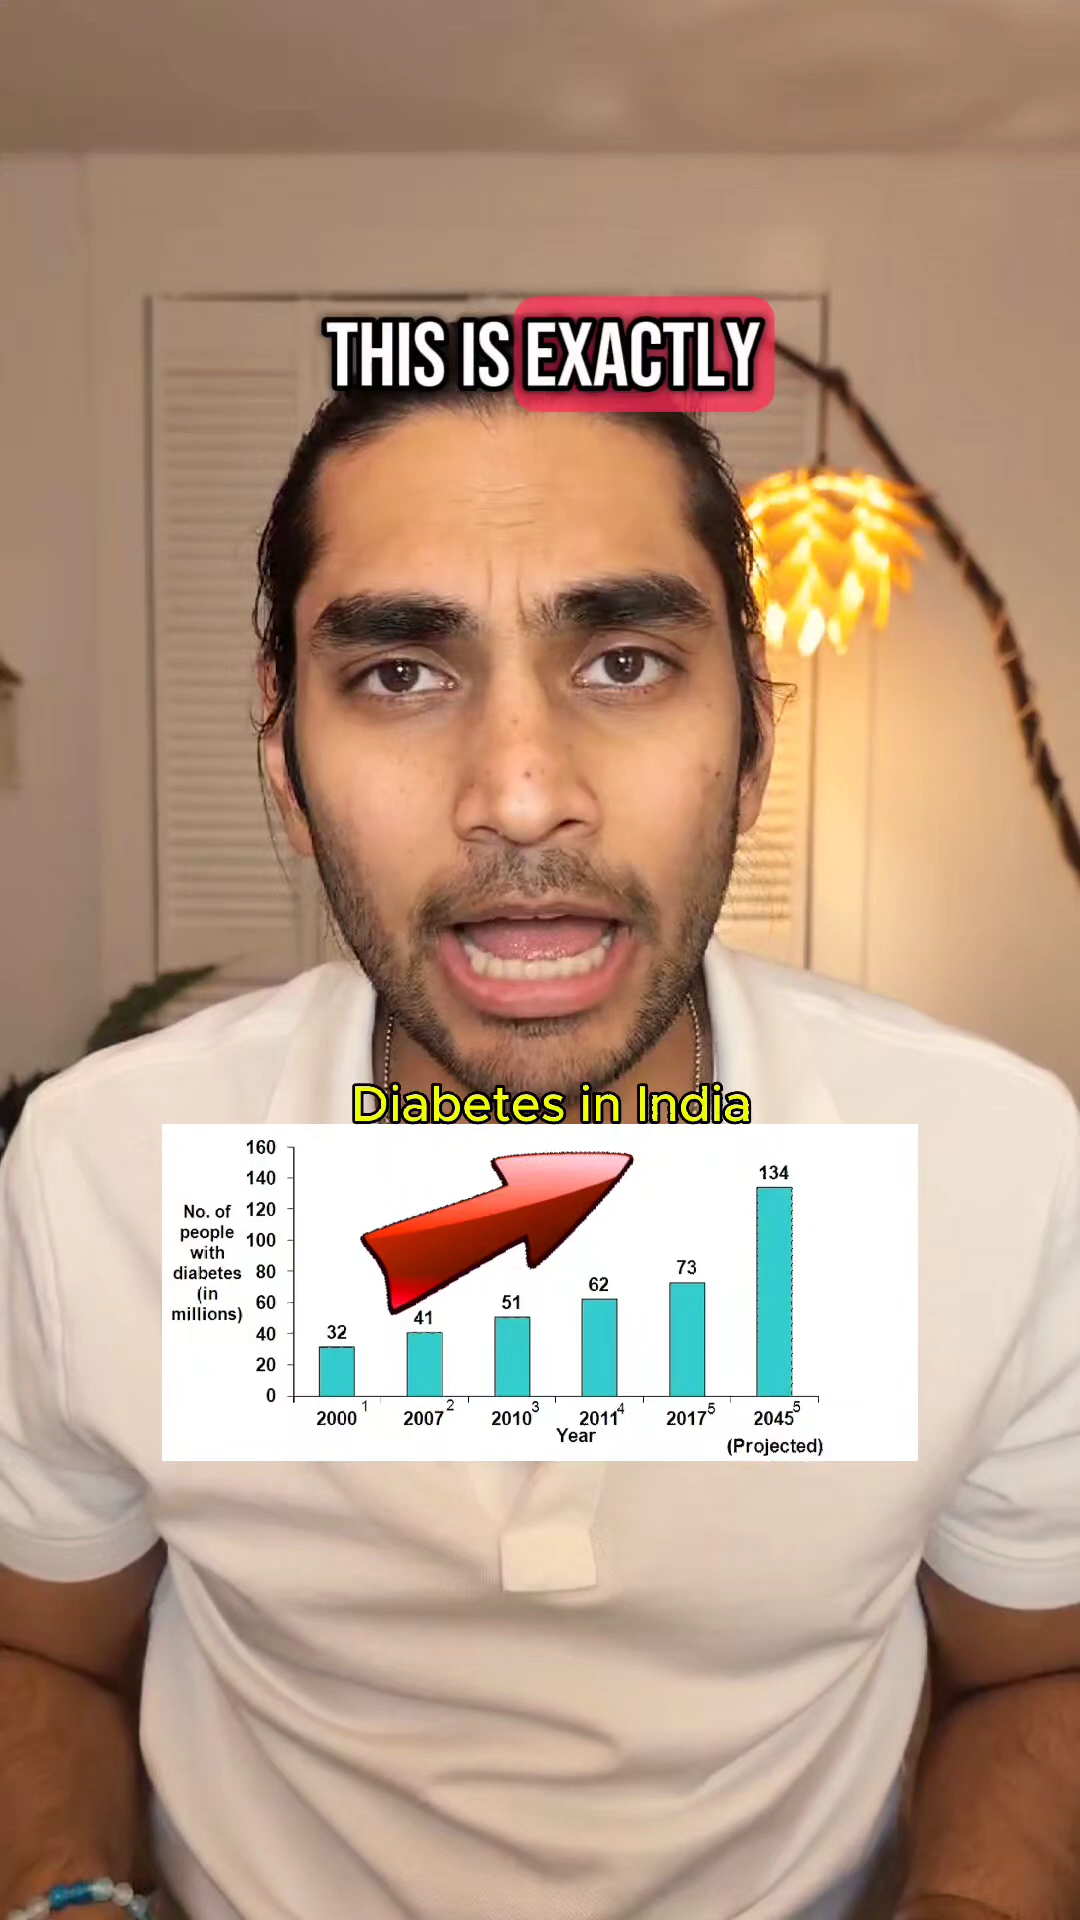 THIS IS EXACTLY
Diabetes in India
No. of
people
with
diabetes
(in
millions)
160
140
120
100
80
60
40
20
0
32
41
51
62
73
134
2000 1
2007 2
2010 3
2011 4
2017 5
2045 5
Year
(Projected)